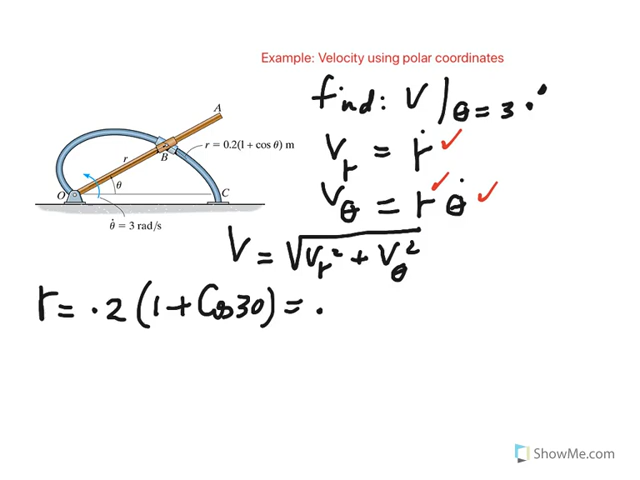 Example: Velocity using polar coordinates
find: V |θ = 3 .°
A
r = 0.2(1 + cos θ) m
r
B
θ
O
C
θ̇ = 3 rad/s
Vr = ṙ ✓
Vθ = r ✓ θ̇ ✓
V = √(Vr² + Vθ²)
r = .2 (1 + Cos30) = .
ShowMe.com